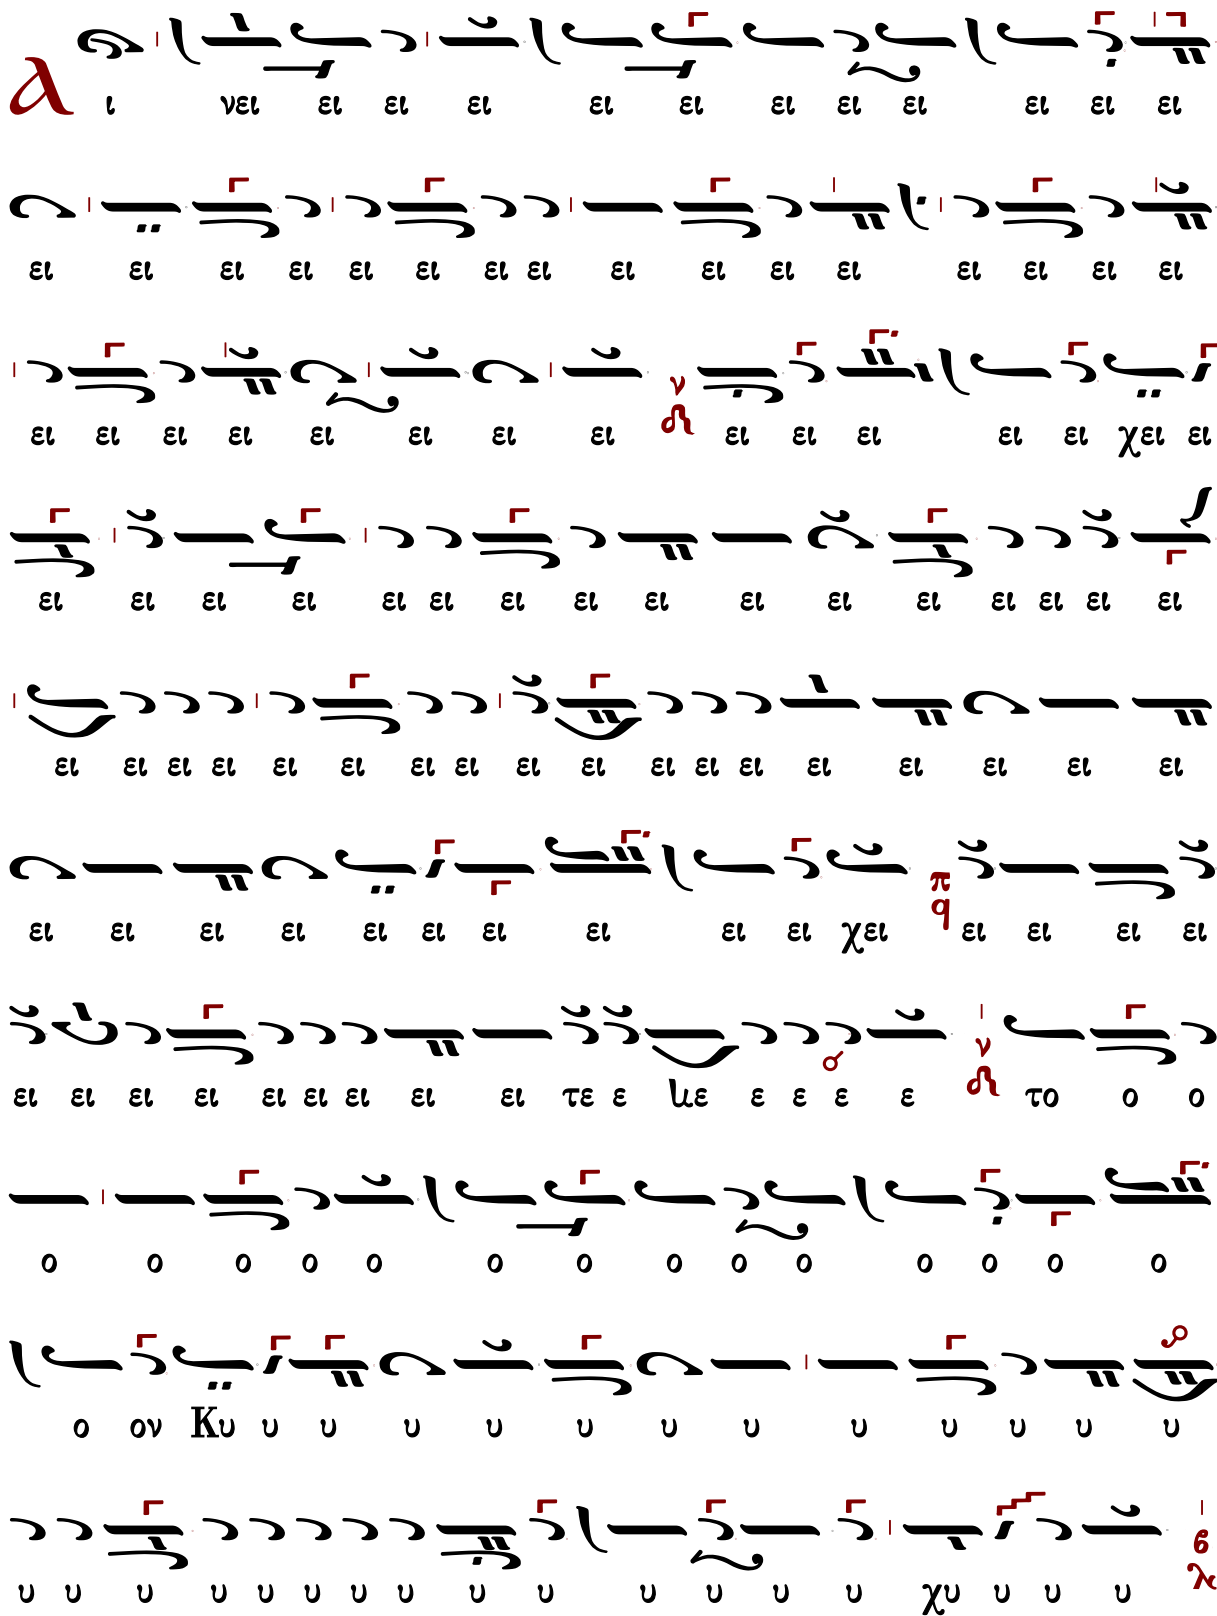 α ι νει ει ει ει ει ει ει ει ει ει ει ει
ει ει ει ει ει ει ει ει ει ει ει ει ει ει ει ει
ει ει ει ει ει ει ει ει ν ει ει ει ει ει χει ει
ει ει ει ει ει ει ει ει ει ει ει ει ει ει ει ει
ει ει ει ει ει ει ει ει ει ει ει ει ει ει ει ει ει ει
ει ει ει ει ει ει ει ει ει ει χει π q ει ει ει ει
ει ει ει ει ει ει ει ει ει τε ε κε ε ε ε ε ν το ο ο
ο ο ο ο ο ο ο ο ο ο ο ο ο ο
ο ον Κυ υ υ υ υ υ υ υ υ υ υ υ υ
υ υ υ υ υ υ υ υ υ υ υ υ υ υ χυ υ υ υ β λ